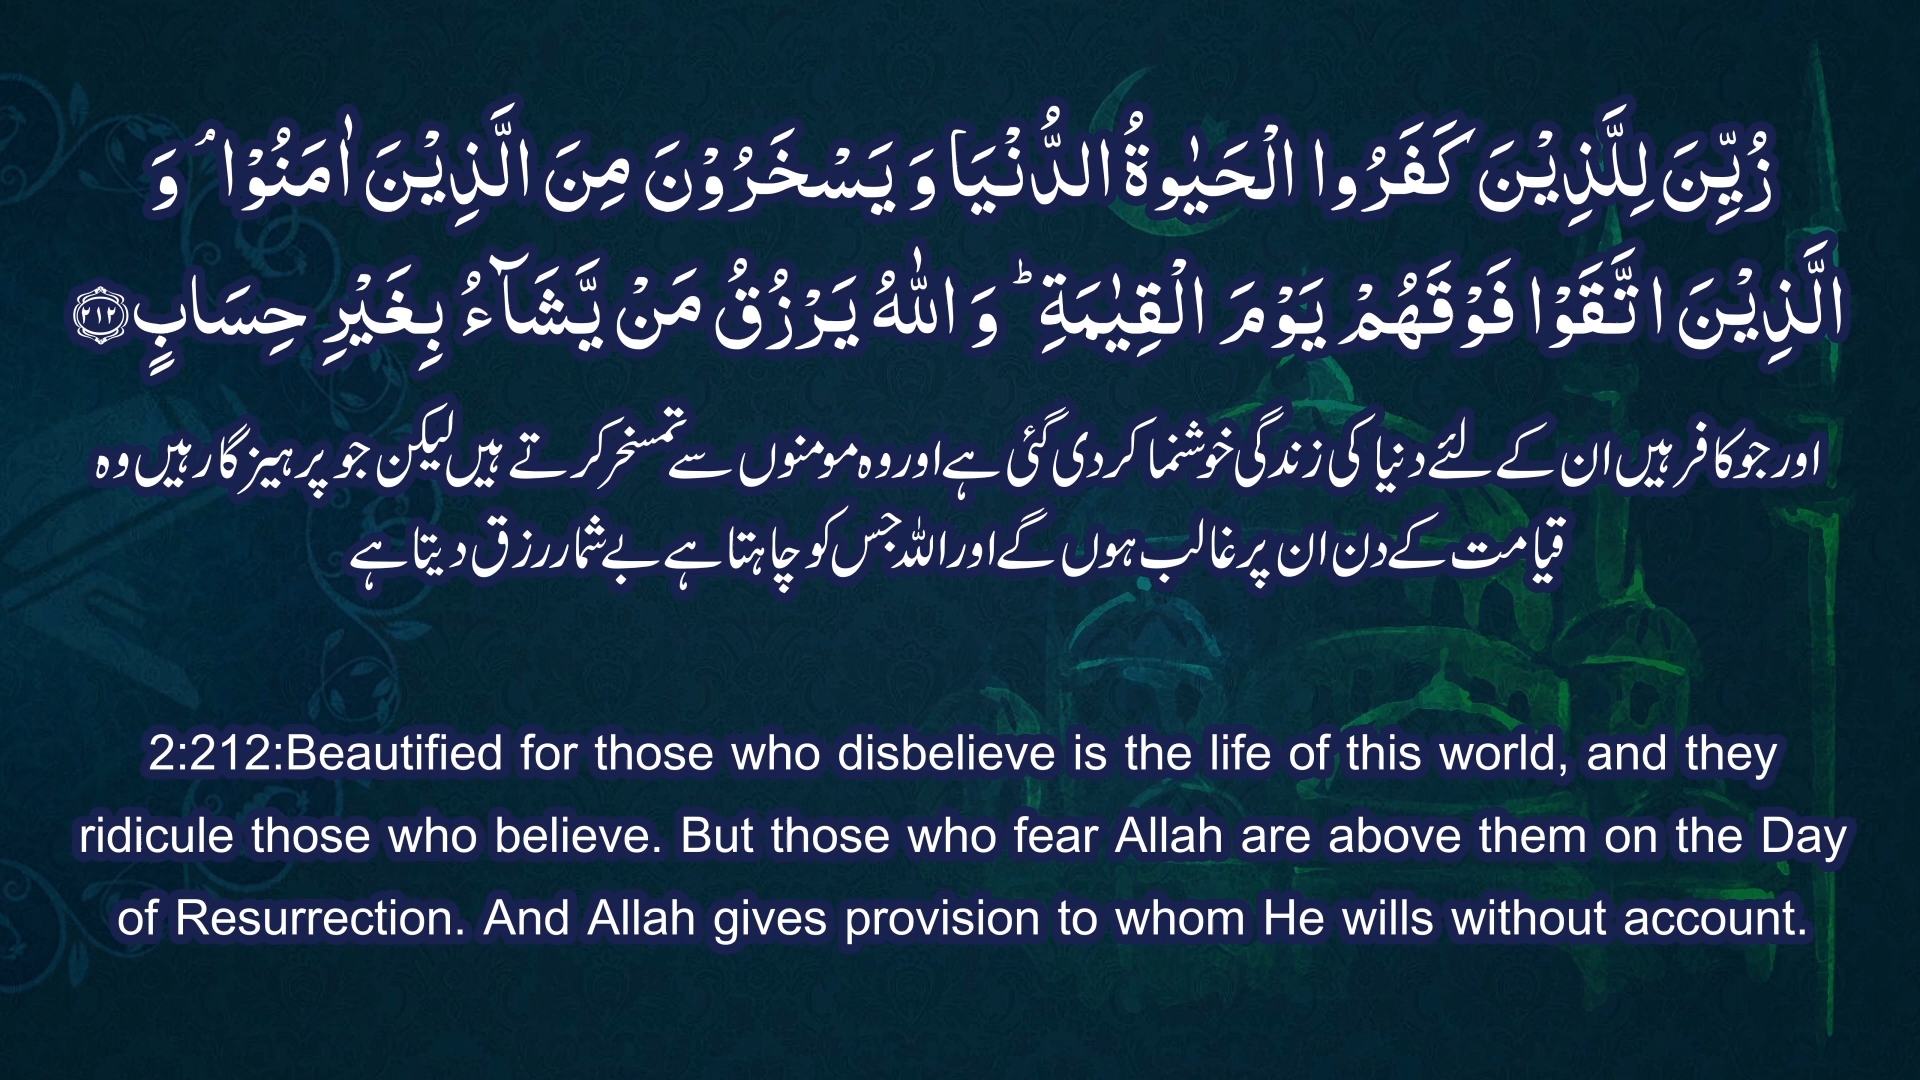 زُيِّنَ لِلَّذِيْنَ كَفَرُوا الْحَيٰوةُ الدُّنْيَا وَ يَسْخَرُوْنَ مِنَ الَّذِيْنَ اٰمَنُوْا ۘ وَ
الَّذِيْنَ اتَّقَوْا فَوْقَهُمْ يَوْمَ الْقِيٰمَةِ ؕ وَ اللّٰهُ يَرْزُقُ مَنْ يَّشَآءُ بِغَيْرِ حِسَابٍ ﴿۲۱۲﴾
اور جو کافر ہیں ان کے لئے دنیا کی زندگی خوشنما کر دی گئی ہے اور وہ مومنوں سے تمسخر کرتے ہیں لیکن جو پرہیزگار ہیں وہ
قیامت کے دن ان پر غالب ہوں گے اور اللہ جس کو چاہتا ہے بےشمار رزق دیتا ہے
2:212:Beautified for those who disbelieve is the life of this world, and they
ridicule those who believe. But those who fear Allah are above them on the Day
of Resurrection. And Allah gives provision to whom He wills without account.